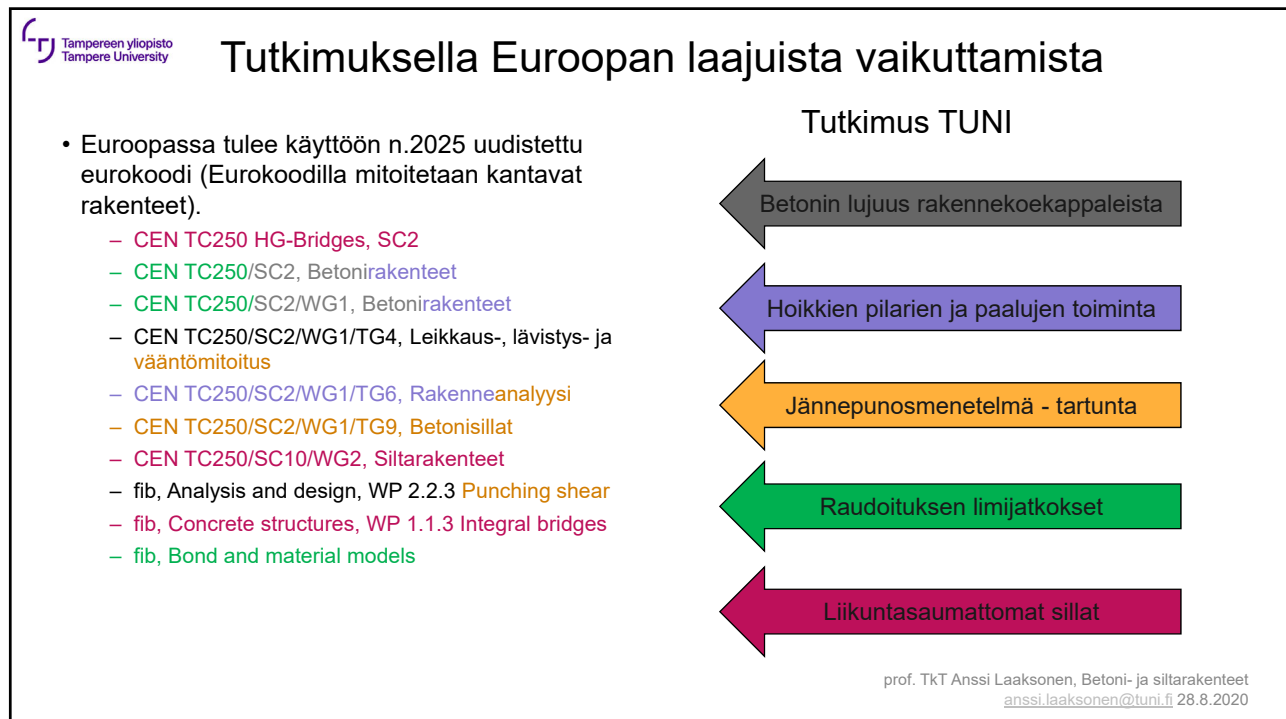 Tampereen yliopisto
Tampere University
Tutkimuksella Euroopan laajuista vaikuttamista
• Euroopassa tulee käyttöön n.2025 uudistettu
eurokoodi (Eurokoodilla mitoitetaan kantavat
rakenteet).
– CEN TC250 HG-Bridges, SC2
– CEN TC250/SC2, Betonirakenteet
– CEN TC250/SC2/WG1, Betonirakenteet
– CEN TC250/SC2/WG1/TG4, Leikkaus-, lävistys- ja
vääntömitoitus
– CEN TC250/SC2/WG1/TG6, Rakenneanalyysi
– CEN TC250/SC2/WG1/TG9, Betonisillat
– CEN TC250/SC10/WG2, Siltarakenteet
– fib, Analysis and design, WP 2.2.3 Punching shear
– fib, Concrete structures, WP 1.1.3 Integral bridges
– fib, Bond and material models
Tutkimus TUNI
Betonin lujuus rakennekoekappaleista
Hoikkien pilarien ja paalujen toiminta
Jännepunosmenetelmä - tartunta
Raudoituksen limijatkokset
Liikuntasaumattomat sillat
prof. TkT Anssi Laaksonen, Betoni- ja siltarakenteet
anssi.laaksonen@tuni.fi 28.8.2020